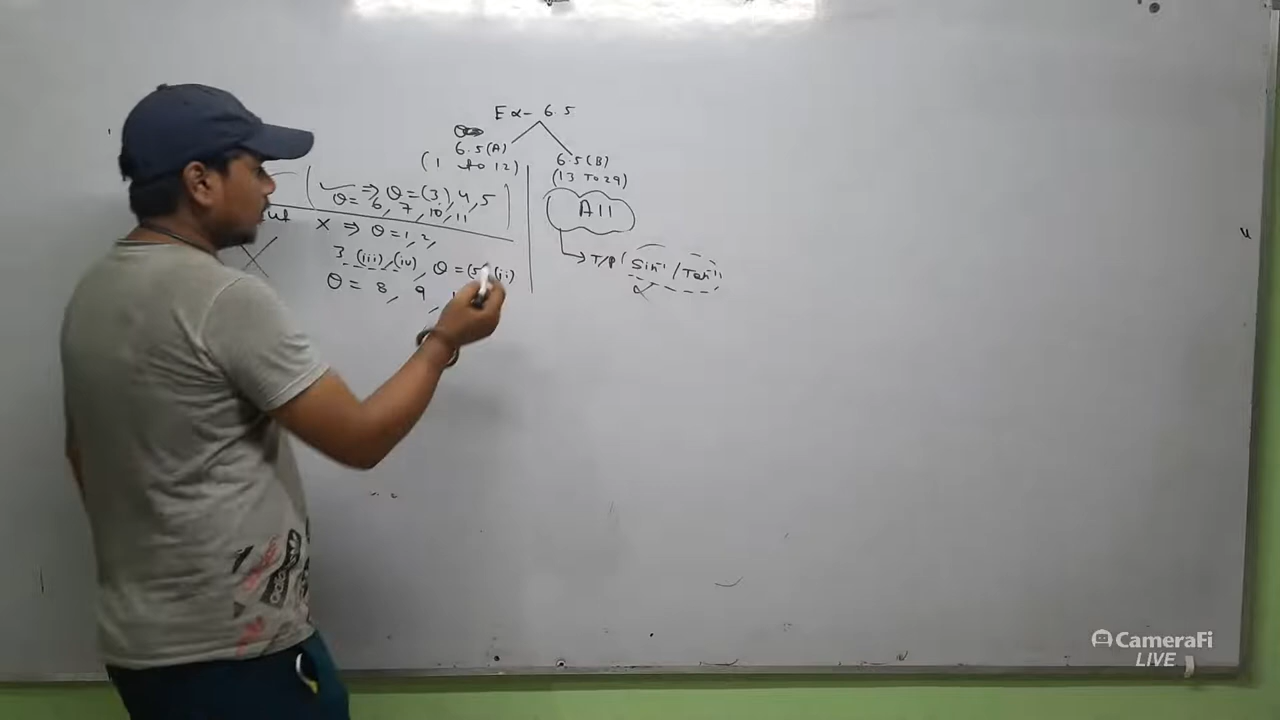 Ex- 6.5
6.5(A)
(1 to 12)
6.5(B)
(13 To 29)
✓ ⇒ Q = (3), 4, 5
Q = 6, 7, 10, 11
All
X ⇒ Q = 1, 2,
3 (iii), (iv), Q = (5) (ii)
Q = 8, 9
T/P (Sin⁻¹ / Tan⁻¹)
CameraFi
LIVE